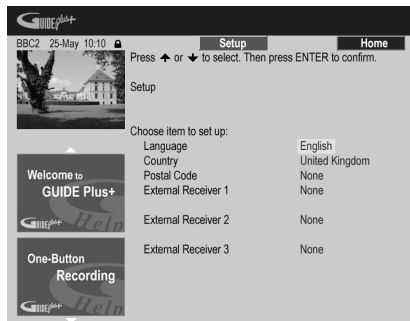 GUIDE Plus+
BBC2 25-May 10:10 Setup Home
Press or to select. Then press ENTER to confirm.
Setup
Choose item to set up:
Language English
Country United Kingdom
Postal Code None
External Receiver 1 None
External Receiver 2 None
External Receiver 3 None
Welcome to
GUIDE Plus+
GUIDE Plus+ Help
One-Button
Recording
GUIDE Plus+ Help